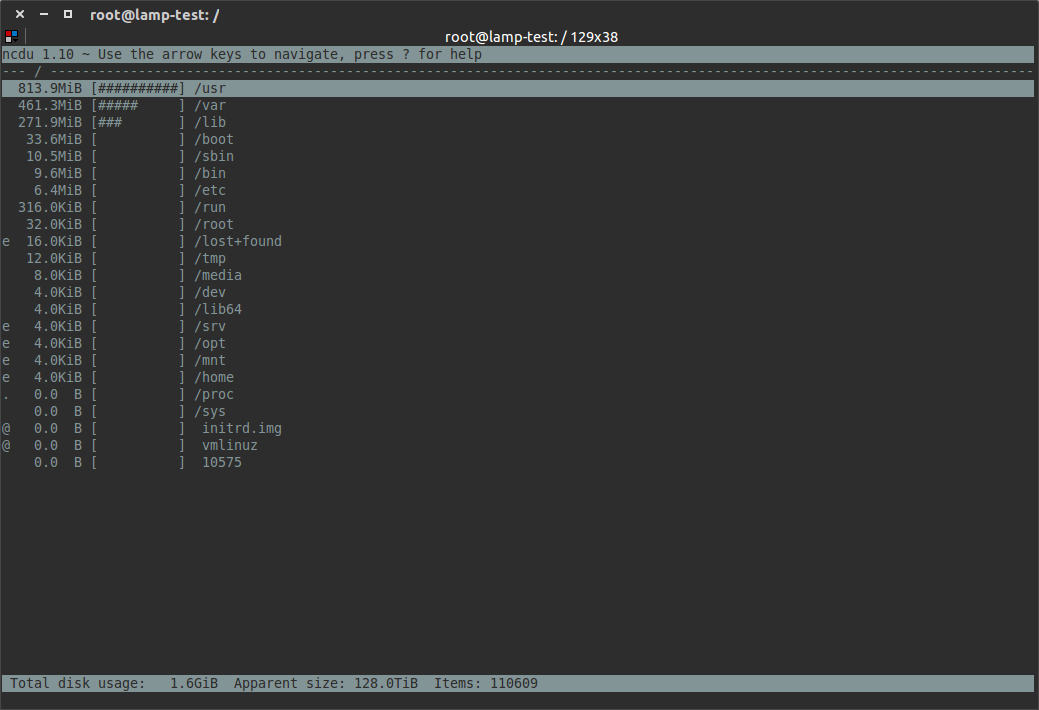 root@lamp-test: /
root@lamp-test: / 129x38
ncdu 1.10 ~ Use the arrow keys to navigate, press ? for help
--- / ---------------------------------------------------------------------------------------------------------------------------
  813.9MiB [##########] /usr
  461.3MiB [#####     ] /var
  271.9MiB [###       ] /lib
   33.6MiB [          ] /boot
   10.5MiB [          ] /sbin
    9.6MiB [          ] /bin
    6.4MiB [          ] /etc
  316.0KiB [          ] /run
   32.0KiB [          ] /root
e  16.0KiB [          ] /lost+found
   12.0KiB [          ] /tmp
    8.0KiB [          ] /media
    4.0KiB [          ] /dev
    4.0KiB [          ] /lib64
e   4.0KiB [          ] /srv
e   4.0KiB [          ] /opt
e   4.0KiB [          ] /mnt
e   4.0KiB [          ] /home
.   0.0  B [          ] /proc
    0.0  B [          ] /sys
@   0.0  B [          ]  initrd.img
@   0.0  B [          ]  vmlinuz
    0.0  B [          ]  10575
Total disk usage:   1.6GiB  Apparent size: 128.0TiB  Items: 110609